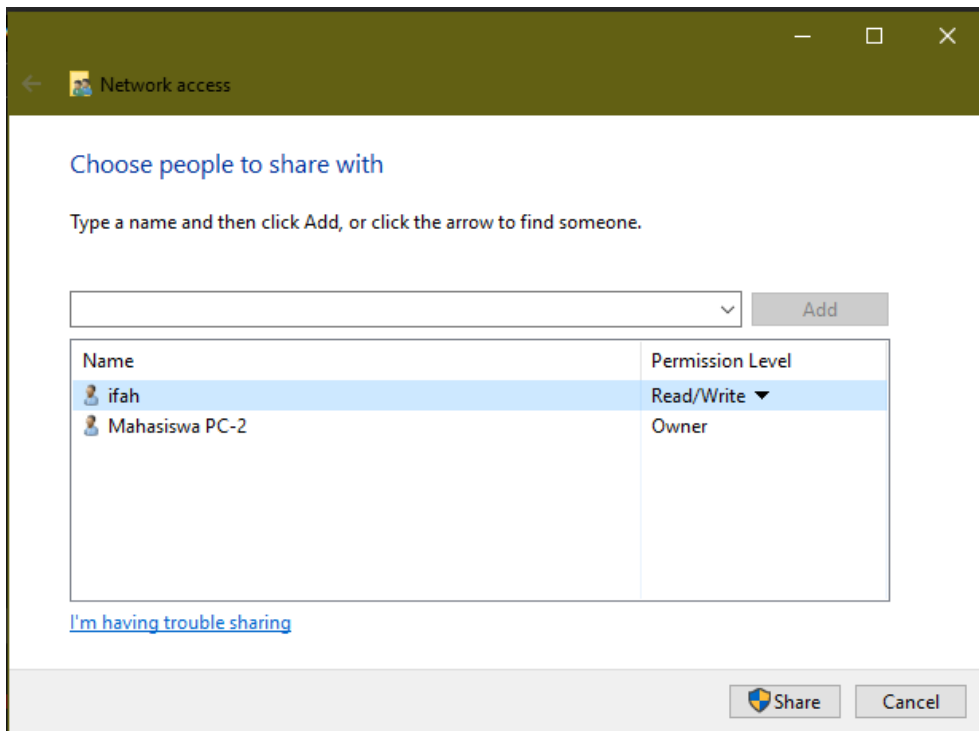 Network access
Choose people to share with
Type a name and then click Add, or click the arrow to find someone.
Add
Name Permission Level
ifah Read/Write
Mahasiswa PC-2 Owner
I'm having trouble sharing
Share Cancel